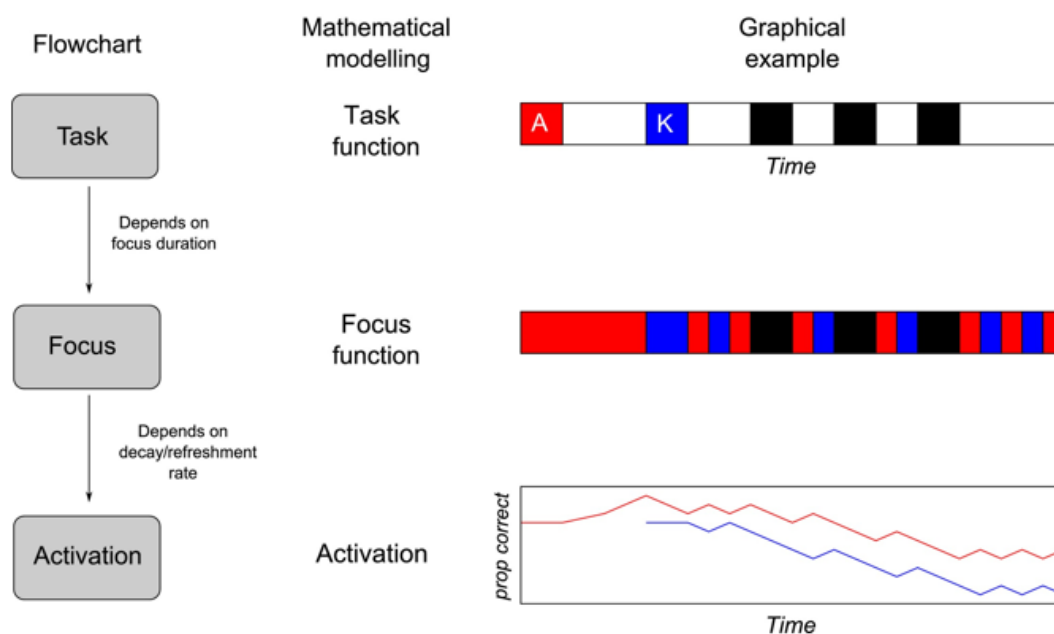 Flowchart
Mathematical
modelling
Graphical
example
Task
Task
function
A
K
Time
Depends on
focus duration
Focus
Focus
function
Depends on
decay/refreshment
rate
Activation
Activation
prop correct
Time